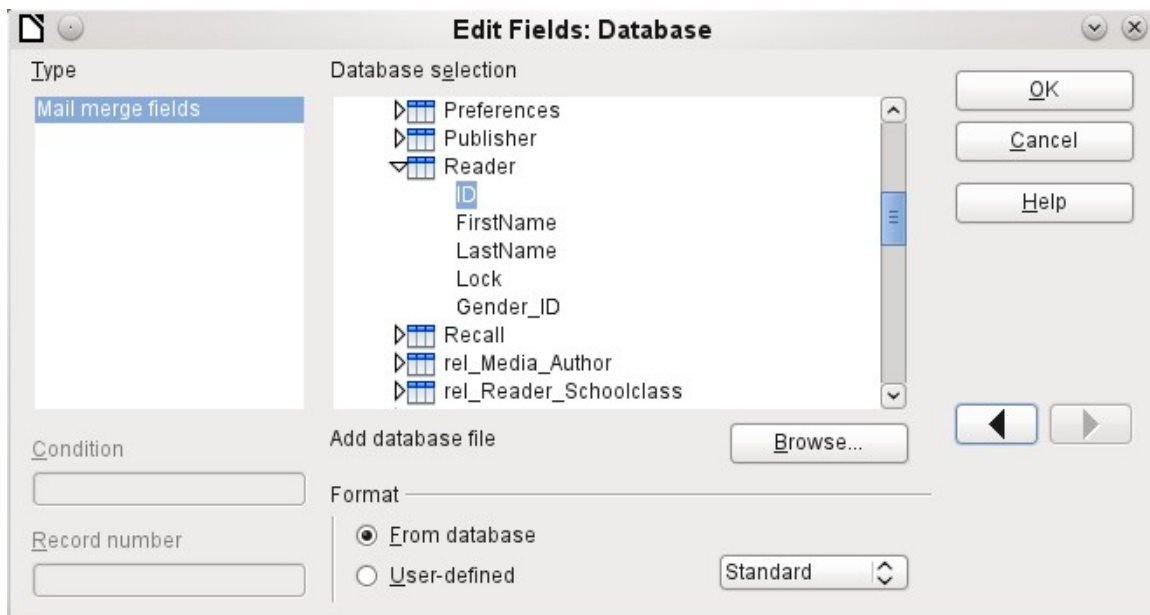 Edit Fields: Database
Type
Mail merge fields
Condition
Record number
Database selection
Preferences
Publisher
Reader
ID
FirstName
LastName
Lock
Gender_ID
Recall
rel_Media_Author
rel_Reader_Schoolclass
Add database file
Browse...
Format
From database
User-defined
Standard
OK
Cancel
Help